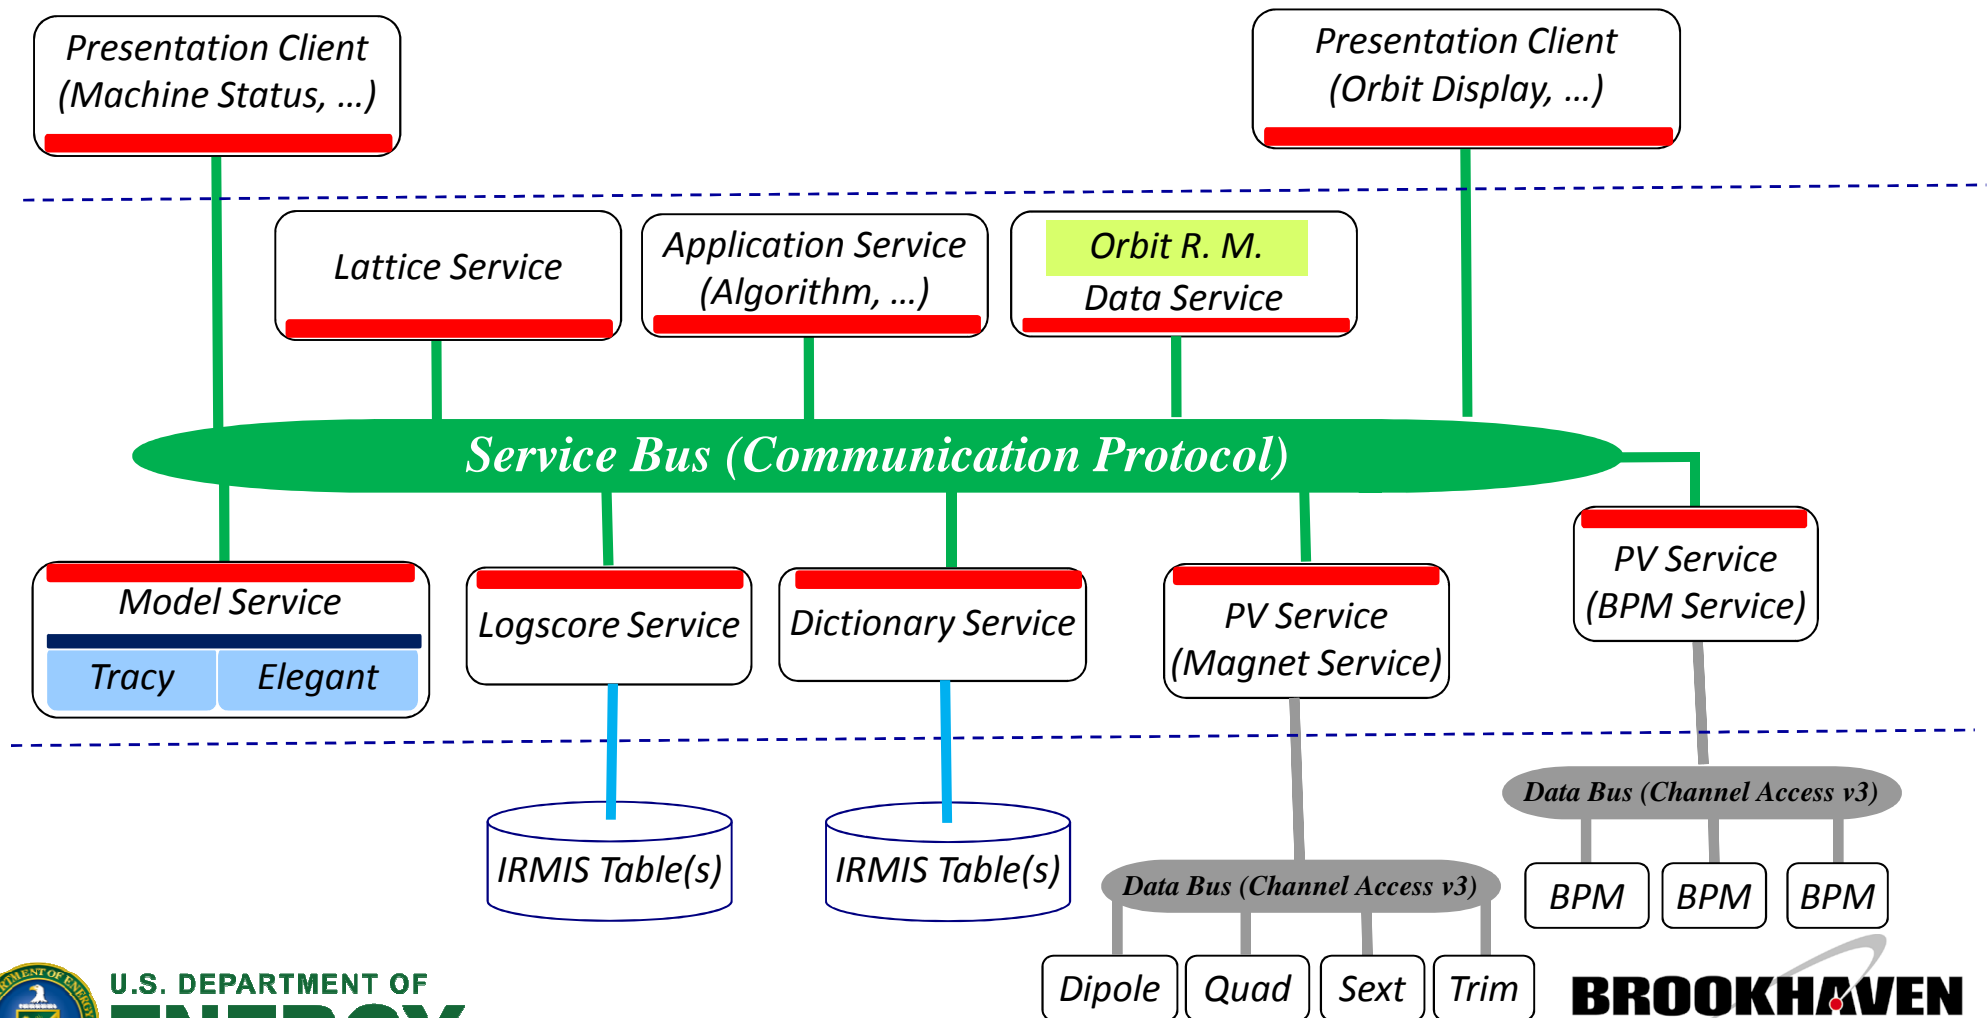 Presentation Client
(Machine Status, …)
Presentation Client
(Orbit Display, …)
Lattice Service
Application Service
(Algorithm, …)
Orbit R. M.
Data Service
Service Bus (Communication Protocol)
Model Service
Tracy
Elegant
Logscore Service
Dictionary Service
PV Service
(Magnet Service)
PV Service
(BPM Service)
IRMIS Table(s)
IRMIS Table(s)
Data Bus (Channel Access v3)
BPM
BPM
BPM
Data Bus (Channel Access v3)
Dipole
Quad
Sext
Trim
U.S. DEPARTMENT OF
ENERGY
BROOKHAVEN